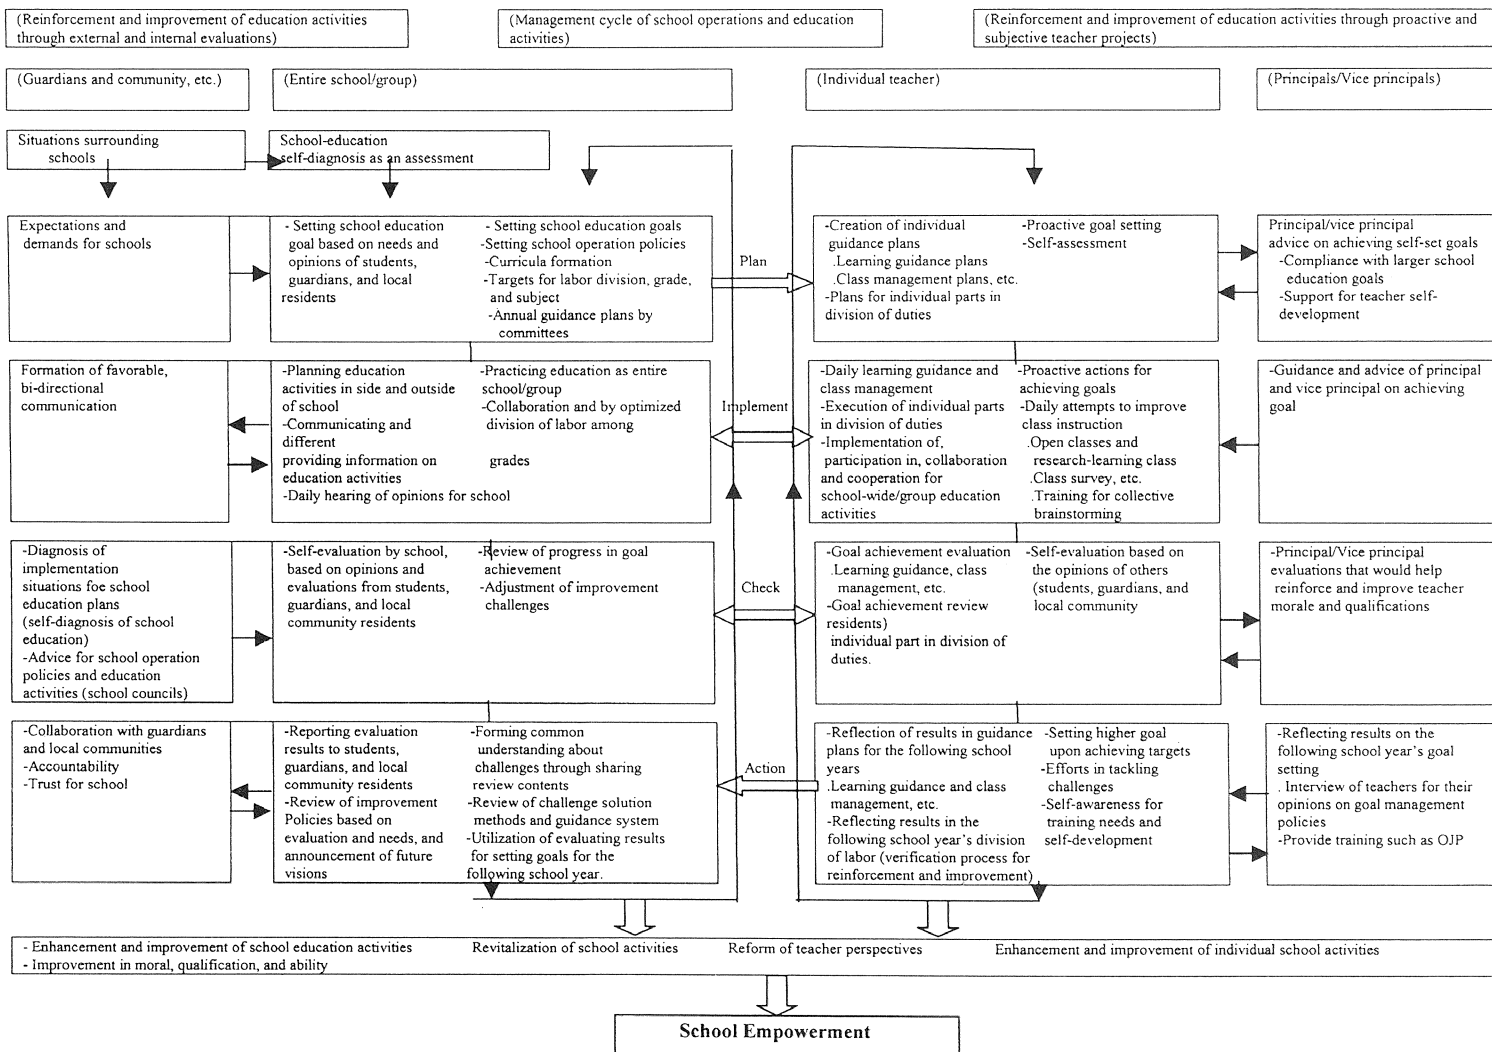 (Reinforcement and improvement of education activities
through external and internal evaluations)
(Management cycle of school operations and education
activities)
(Reinforcement and improvement of education activities through proactive and
subjective teacher projects)
(Guardians and community, etc.)
(Entire school/group)
(Individual teacher)
(Principals/Vice principals)
Situations surrounding
schools
School-education
self-diagnosis as an assessment
Expectations and
demands for schools
- Setting school education
goal based on needs and
opinions of students,
guardians, and local
residents
- Setting school education goals
-Setting school operation policies
-Curricula formation
-Targets for labor division, grade,
and subject
-Annual guidance plans by
committees
Plan
-Creation of individual
guidance plans
.Learning guidance plans
.Class management plans, etc.
-Plans for individual parts in
division of duties
-Proactive goal setting
-Self-assessment
Principal/vice principal
advice on achieving self-set goals
-Compliance with larger school
education goals
-Support for teacher self-
development
Formation of favorable,
bi-directional
communication
-Planning education
activities in side and outside
of school
-Communicating and
different
providing information on
education activities
-Daily hearing of opinions for school
-Practicing education as entire
school/group
-Collaboration and by optimized
division of labor among
grades
Implement
-Daily learning guidance and
class management
-Execution of individual parts
in division of duties
-Implementation of,
participation in, collaboration
and cooperation for
school-wide/group education
activities
-Proactive actions for
achieving goals
-Daily attempts to improve
class instruction
.Open classes and
research-learning class
.Class survey, etc.
.Training for collective
brainstorming
-Guidance and advice of principal
and vice principal on achieving
goal
-Diagnosis of
implementation
situations foe school
education plans
(self-diagnosis of school
education)
-Advice for school operation
policies and education
activities (school councils)
-Self-evaluation by school,
based on opinions and
evaluations from students,
guardians, and local
community residents
-Review of progress in goal
achievement
-Adjustment of improvement
challenges
Check
-Goal achievement evaluation
.Learning guidance, class
management, etc.
-Goal achievement review
residents)
individual part in division of
duties.
-Self-evaluation based on
the opinions of others
(students, guardians, and
local community
-Principal/Vice principal
evaluations that would help
reinforce and improve teacher
morale and qualifications
-Collaboration with guardians
and local communities
-Accountability
-Trust for school
-Reporting evaluation
results to students,
guardians, and local
community residents
-Review of improvement
Policies based on
evaluation and needs, and
announcement of future
visions
-Forming common
understanding about
challenges through sharing
review contents
-Review of challenge solution
methods and guidance system
-Utilization of evaluating results
for setting goals for the
following school year.
Action
-Reflection of results in guidance
plans for the following school
years
.Learning guidance and class
management, etc.
-Reflecting results in the
following school year's division
of labor (verification process for
reinforcement and improvement)
-Setting higher goal
upon achieving targets
-Efforts in tackling
challenges
-Self-awareness for
training needs and
self-development
-Reflecting results on the
following school year's goal
setting
. Interview of teachers for their
opinions on goal management
policies
-Provide training such as OJP
- Enhancement and improvement of school education activities
Revitalization of school activities
Reform of teacher perspectives
Enhancement and improvement of individual school activities
- Improvement in moral, qualification, and ability
School Empowerment